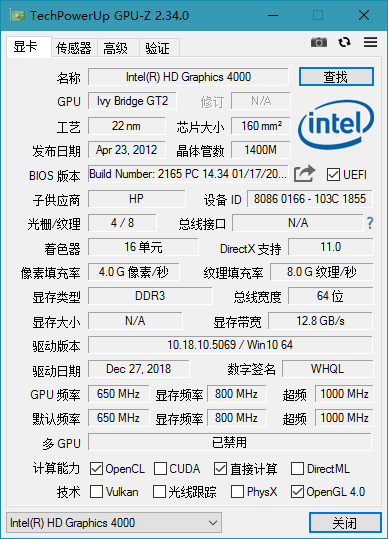 TechPowerUp GPU-Z 2.34.0
显卡 传感器 高级 验证
名称 Intel(R) HD Graphics 4000 查找
GPU Ivy Bridge GT2 修订 N/A
工艺 22 nm 芯片大小 160 mm²
发布日期 Apr 23, 2012 晶体管数 1400M
intel
BIOS 版本 Build Number: 2165 PC 14.34 01/17/20... UEFI
子供应商 HP 设备 ID 8086 0166 - 103C 1855
光栅/纹理 4 / 8 总线接口 N/A ?
着色器 16 单元 DirectX 支持 11.0
像素填充率 4.0 G 像素/秒 纹理填充率 8.0 G 纹理/秒
显存类型 DDR3 总线宽度 64 位
显存大小 N/A 显存带宽 12.8 GB/s
驱动版本 10.18.10.5069 / Win10 64
驱动日期 Dec 27, 2018 数字签名 WHQL
GPU 频率 650 MHz 显存频率 800 MHz 超频 1000 MHz
默认频率 650 MHz 显存频率 800 MHz 超频 1000 MHz
多 GPU 已禁用
计算能力 OpenCL CUDA 直接计算 DirectML
技术 Vulkan 光线跟踪 PhysX OpenGL 4.0
Intel(R) HD Graphics 4000 关闭